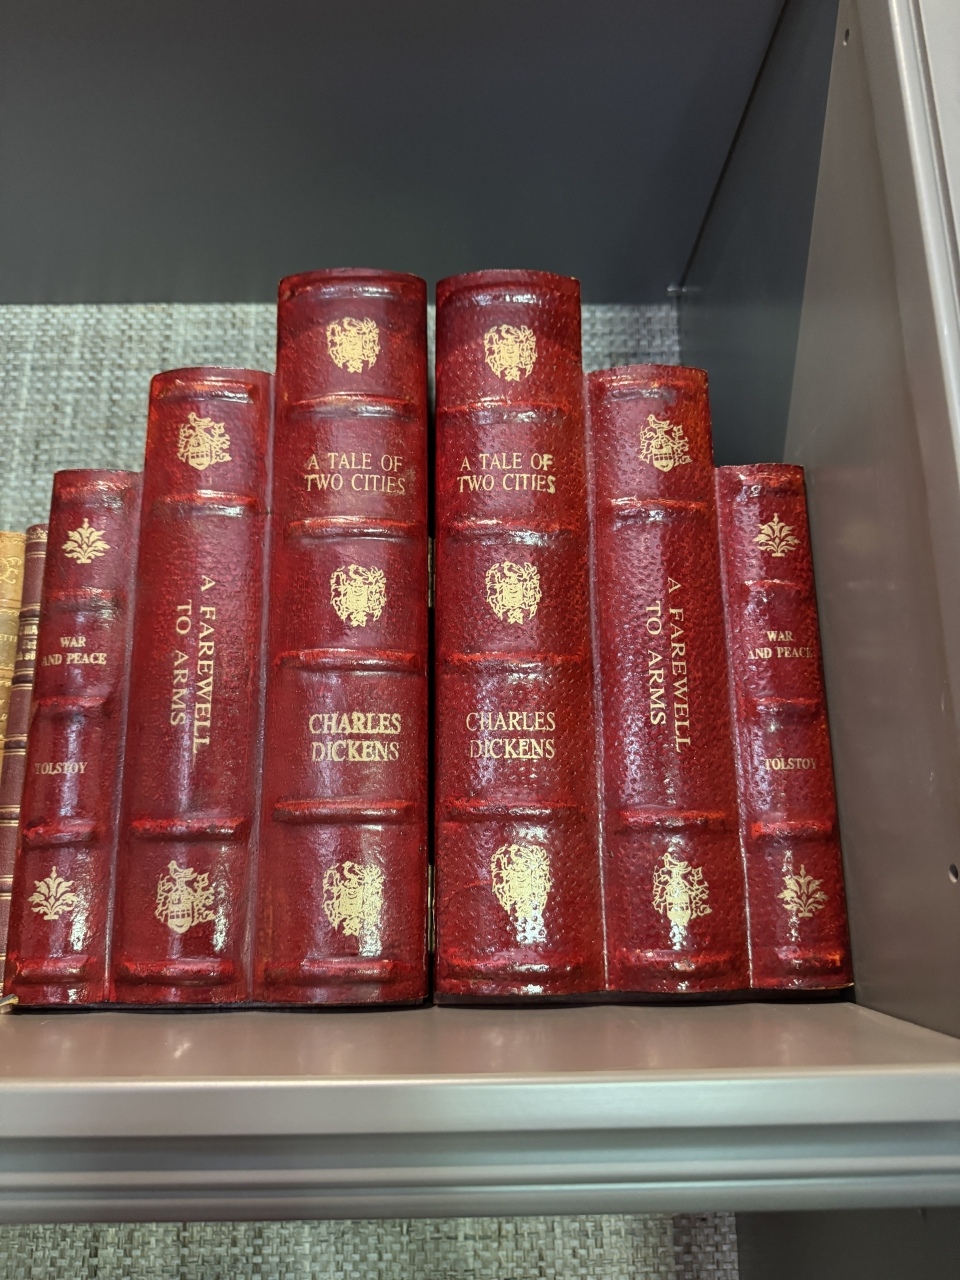 WAR
AND PEACE
TOLSTOY
A FAREWELL
TO ARMS
A TALE OF
TWO CITIES
CHARLES
DICKENS
A TALE OF
TWO CITIES
CHARLES
DICKENS
A FAREWELL
TO ARMS
WAR
AND PEACE
TOLSTOY